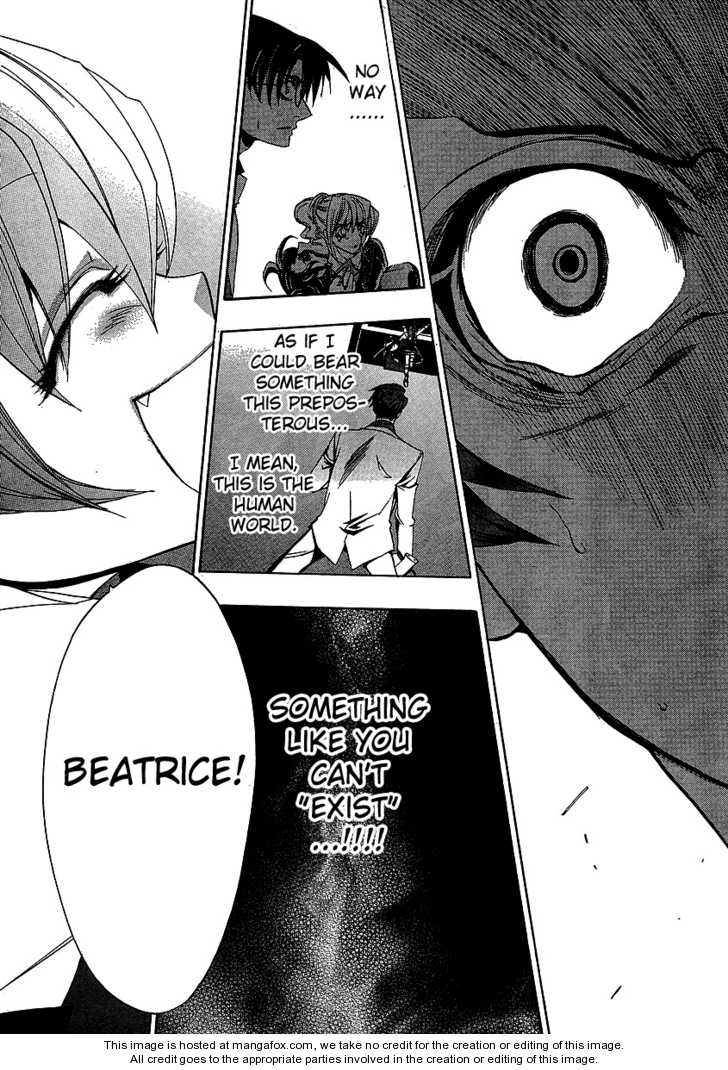 NO
WAY
......
AS IF I
COULD BEAR
SOMETHING
THIS PREPOS-
TEROUS...
I MEAN,
THIS IS THE
HUMAN
WORLD.
SOMETHING
LIKE YOU
CAN'T
"EXIST"
...!!!!
BEATRICE!
This image is hosted at mangafox.com, we take no credit for the creation or editing of this image.
All credit goes to the appropriate parties involved in the creation or editing of this image.